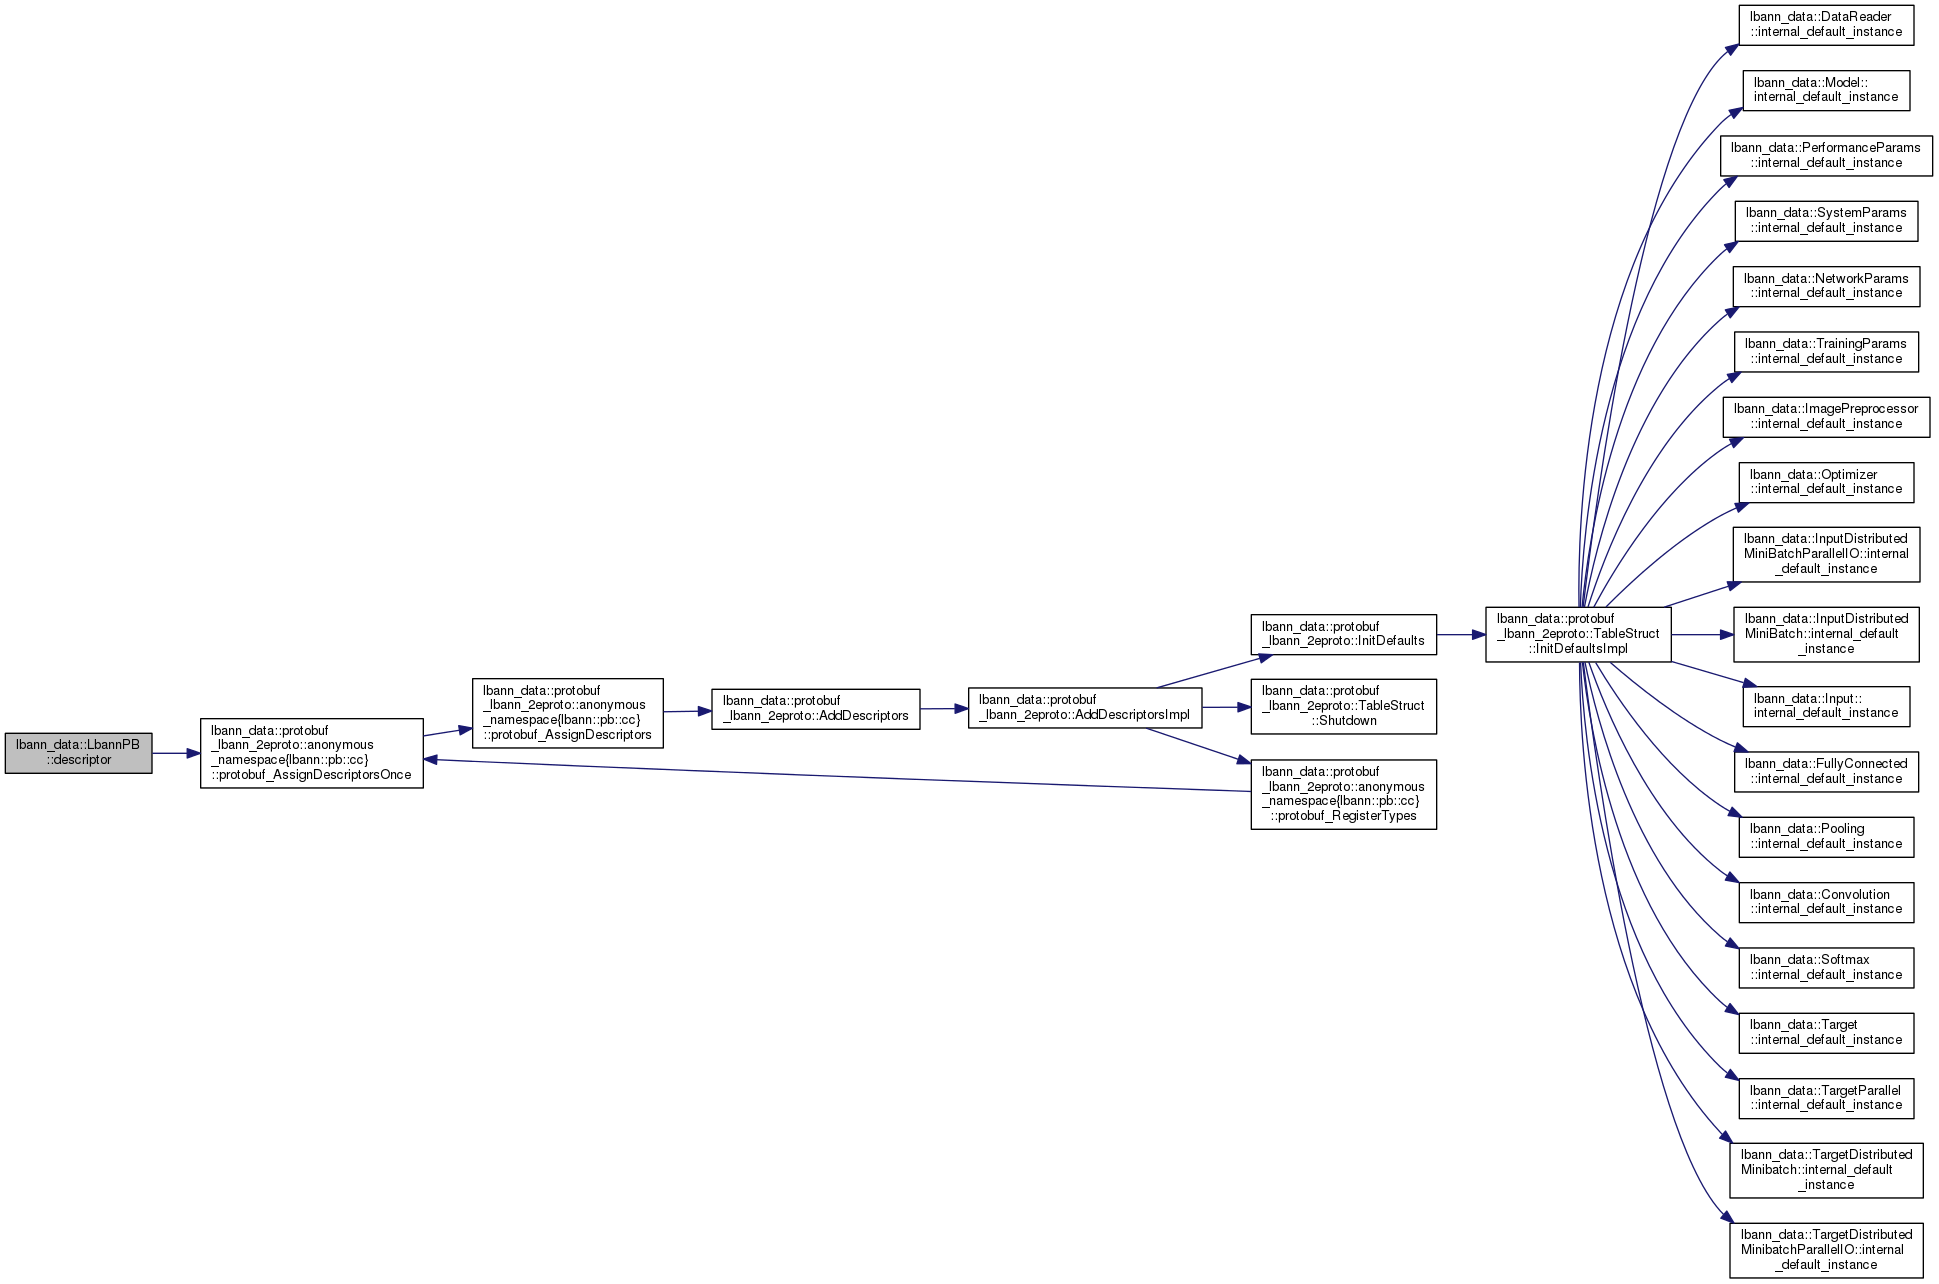 lbann_data::LbannPB
::descriptor
lbann_data::protobuf
_lbann_2eproto::anonymous
_namespace{lbann::pb::cc}
::protobuf_AssignDescriptorsOnce
lbann_data::protobuf
_lbann_2eproto::anonymous
_namespace{lbann::pb::cc}
::protobuf_AssignDescriptors
lbann_data::protobuf
_lbann_2eproto::AddDescriptors
lbann_data::protobuf
_lbann_2eproto::AddDescriptorsImpl
lbann_data::protobuf
_lbann_2eproto::InitDefaults
lbann_data::protobuf
_lbann_2eproto::TableStruct
::Shutdown
lbann_data::protobuf
_lbann_2eproto::anonymous
_namespace{lbann::pb::cc}
::protobuf_RegisterTypes
lbann_data::protobuf
_lbann_2eproto::TableStruct
::InitDefaultsImpl
lbann_data::DataReader
::internal_default_instance
lbann_data::Model::
internal_default_instance
lbann_data::PerformanceParams
::internal_default_instance
lbann_data::SystemParams
::internal_default_instance
lbann_data::NetworkParams
::internal_default_instance
lbann_data::TrainingParams
::internal_default_instance
lbann_data::ImagePreprocessor
::internal_default_instance
lbann_data::Optimizer
::internal_default_instance
lbann_data::InputDistributed
MiniBatchParallelIO::internal
_default_instance
lbann_data::InputDistributed
MiniBatch::internal_default
_instance
lbann_data::Input::
internal_default_instance
lbann_data::FullyConnected
::internal_default_instance
lbann_data::Pooling
::internal_default_instance
lbann_data::Convolution
::internal_default_instance
lbann_data::Softmax
::internal_default_instance
lbann_data::Target
::internal_default_instance
lbann_data::TargetParallel
::internal_default_instance
lbann_data::TargetDistributed
Minibatch::internal_default
_instance
lbann_data::TargetDistributed
MinibatchParallelIO::internal
_default_instance